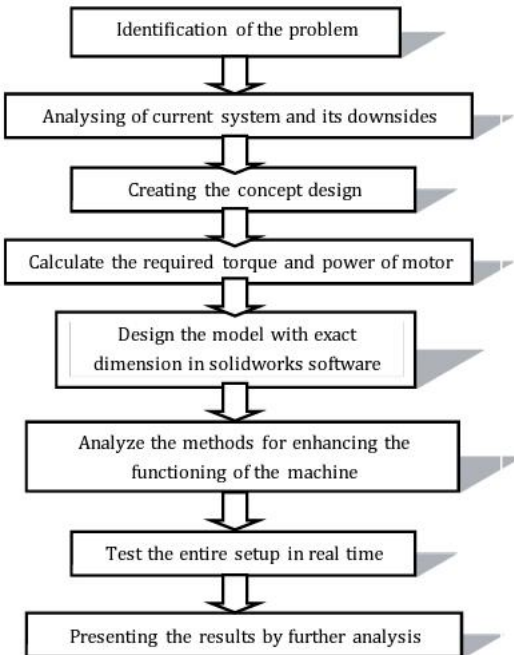 Identification of the problem
Analysing of current system and its downsides
Creating the concept design
Calculate the required torque and power of motor
Design the model with exact
dimension in solidworks software
Analyze the methods for enhancing the
functioning of the machine
Test the entire setup in real time
Presenting the results by further analysis